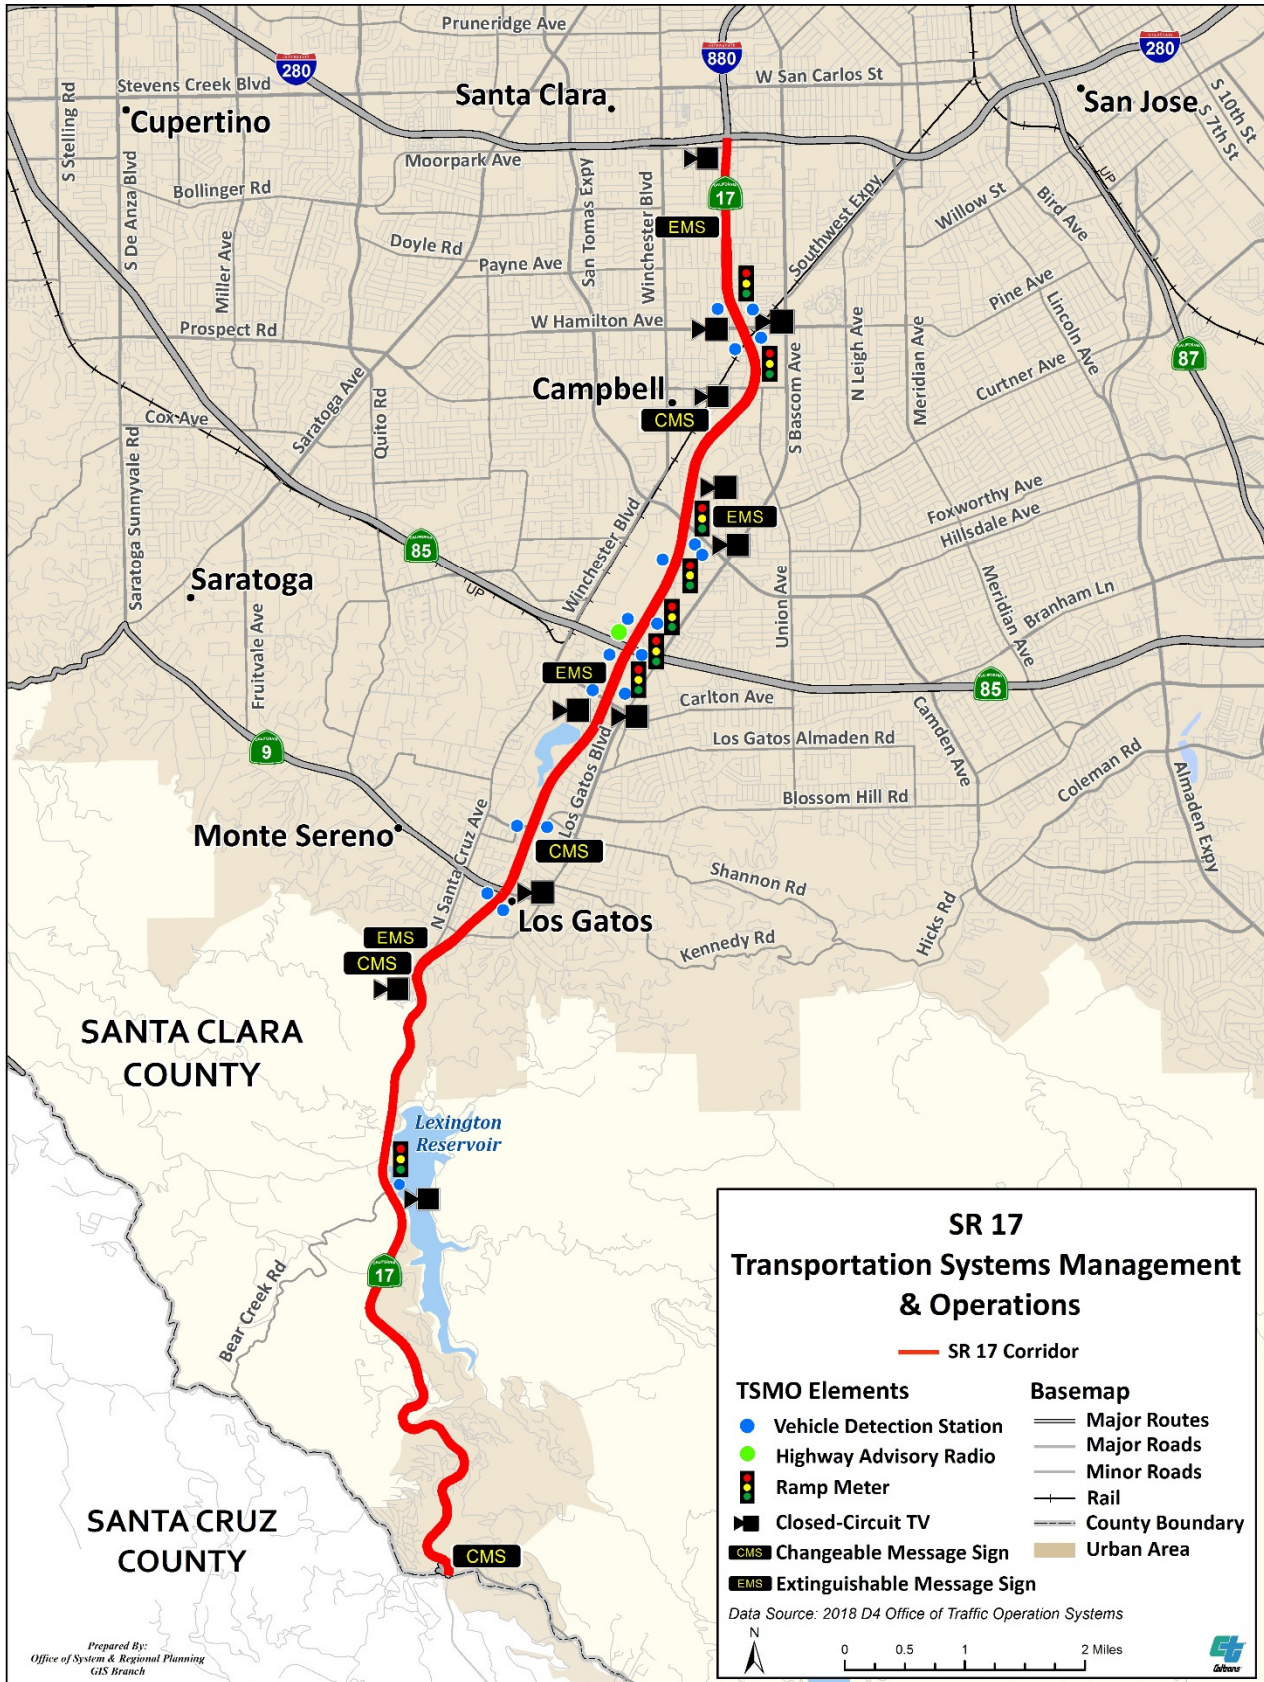 Pruneridge Ave
280
880
280
Stevens Creek Blvd
W San Carlos St
Santa Clara
San Jose
S 10th St
S 7th St
Cupertino
S Stelling Rd
Moorpark Ave
UP
Bollinger Rd
CALIFORNIA
17
Willow St
Bird Ave
S De Anza Blvd
Miller Ave
San Tomas Expy
Winchester Blvd
EMS
Southwest Expy
Doyle Rd
Payne Ave
Pine Ave
Prospect Rd
W Hamilton Ave
N Leigh Ave
Meridian Ave
Lincoln Ave
CALIFORNIA
87
Curtner Ave
Campbell
CMS
S Bascom Ave
Cox Ave
Saratoga Ave
Quito Rd
Saratoga Sunnyvale Rd
Foxworthy Ave
Hillsdale Ave
EMS
Winchester Blvd
CALIFORNIA
85
UP
Saratoga
Union Ave
Meridian Ave
Branham Ln
Fruitvale Ave
EMS
Carlton Ave
CALIFORNIA
85
CALIFORNIA
9
Los Gatos Blvd
Los Gatos Almaden Rd
Camden Ave
Coleman Rd
Almaden Expy
Blossom Hill Rd
Monte Sereno
N Santa Cruz Ave
CMS
Shannon Rd
Los Gatos
Hicks Rd
Kennedy Rd
EMS
CMS
SANTA CLARA
COUNTY
Lexington
Reservoir
Bear Creek Rd
CALIFORNIA
17
SANTA CRUZ
COUNTY
CMS
Prepared By:
Office of System & Regional Planning
GIS Branch
SR 17
Transportation Systems Management
& Operations
SR 17 Corridor
TSMO Elements
Vehicle Detection Station
Highway Advisory Radio
Ramp Meter
Closed-Circuit TV
CMS Changeable Message Sign
EMS Extinguishable Message Sign
Basemap
Major Routes
Major Roads
Minor Roads
Rail
County Boundary
Urban Area
Data Source: 2018 D4 Office of Traffic Operation Systems
N
0 0.5 1 2 Miles
Caltrans